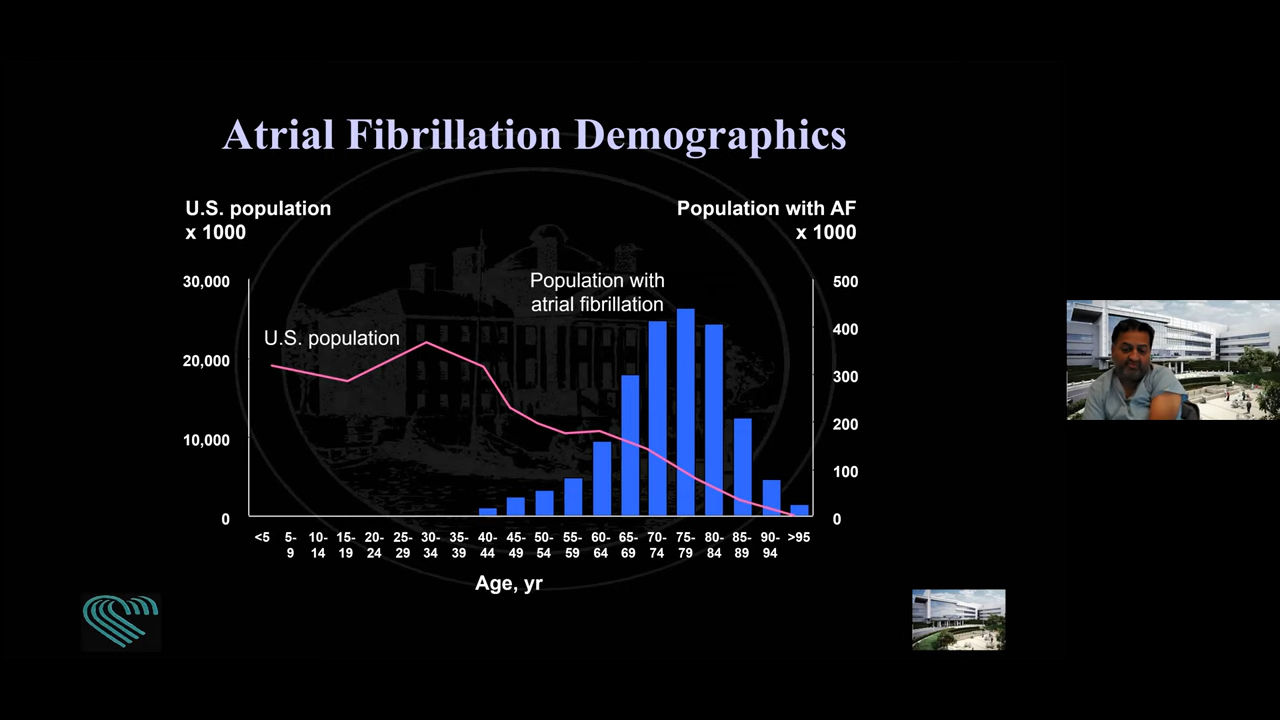 Atrial Fibrillation Demographics
U.S. population
x 1000
Population with AF
x 1000
Population with
atrial fibrillation
U.S. population
30,000
20,000
10,000
0
500
400
300
200
100
0
<5 5- 10- 15- 20- 25- 30- 35- 40- 45- 50- 55- 60- 65- 70- 75- 80- 85- 90- >95
9 14 19 24 29 34 39 44 49 54 59 64 69 74 79 84 89 94
Age, yr